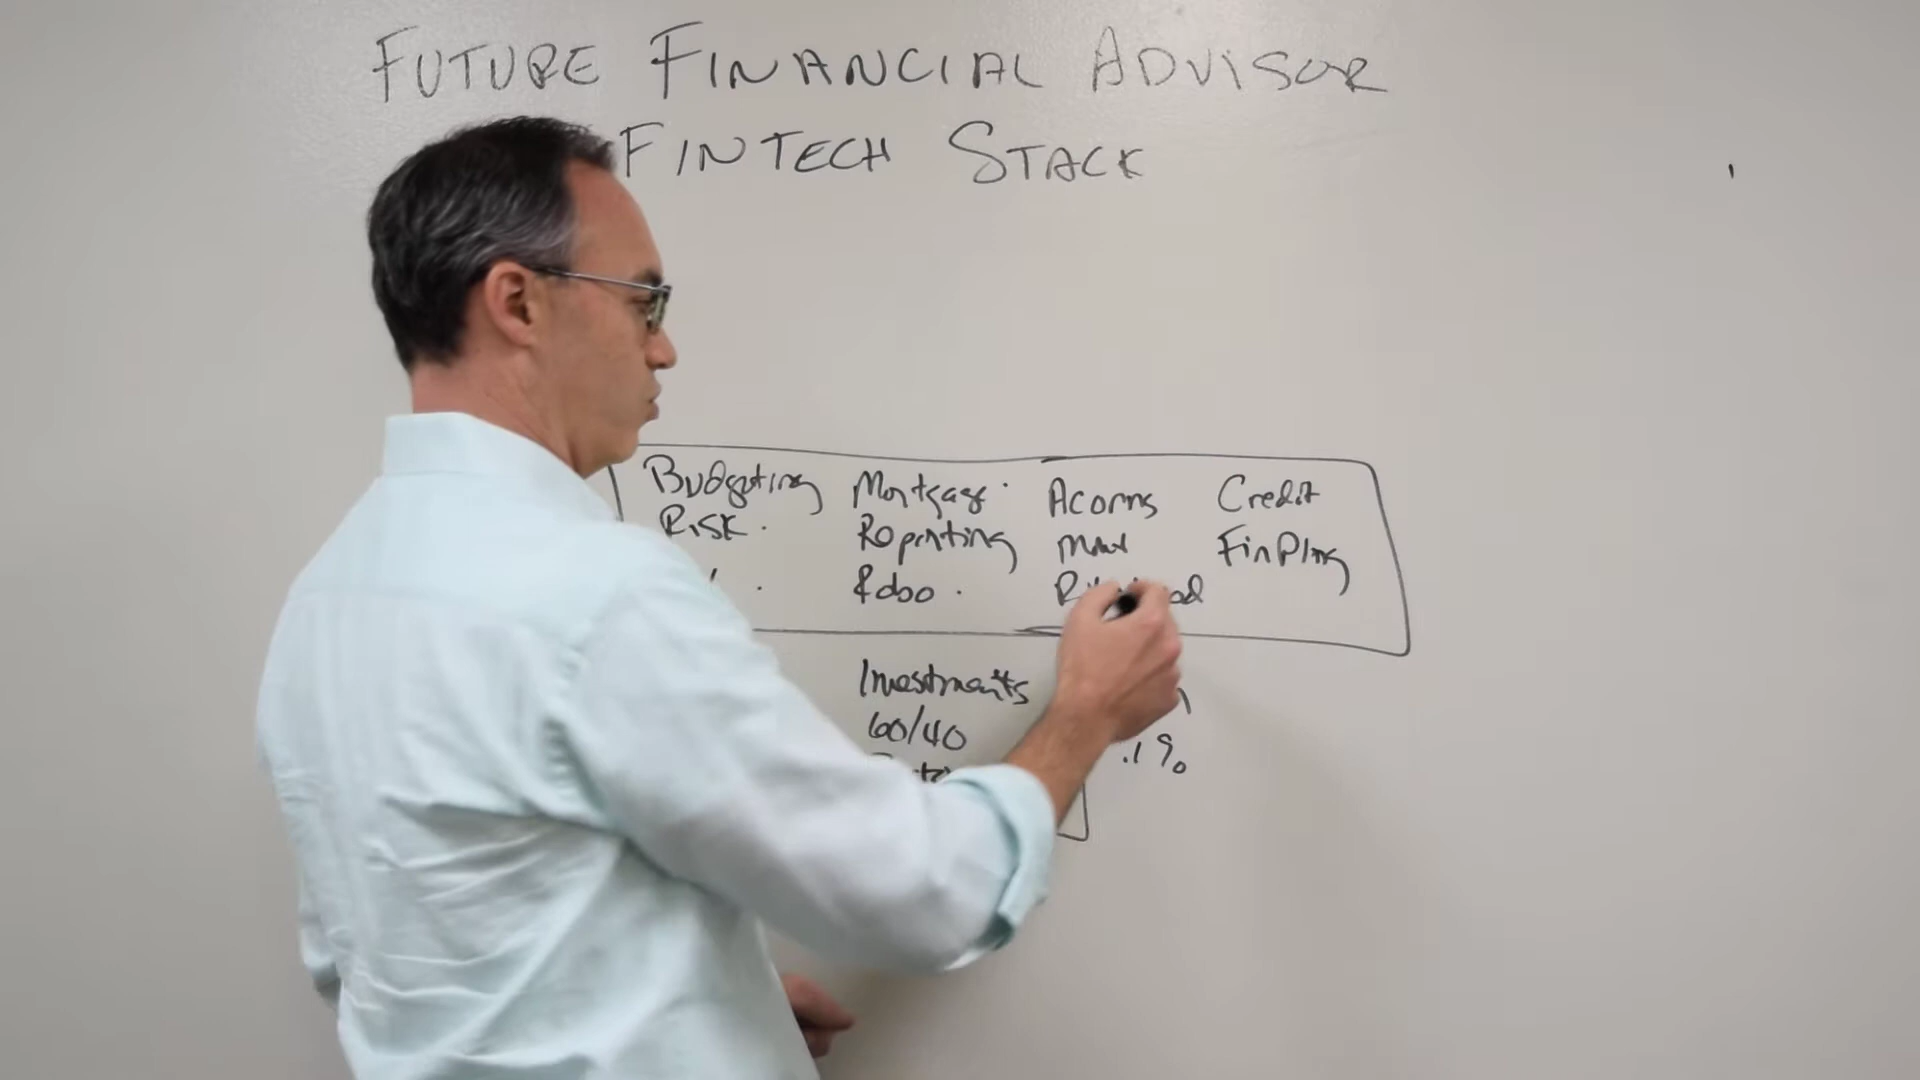 FUTURE FINANCIAL ADVISOR
FINTECH STACK
Budgeting Mortgage Acorns Credit
Risk. Reporting Mint FinPlng
Robo.
Investments
60/40
.1%